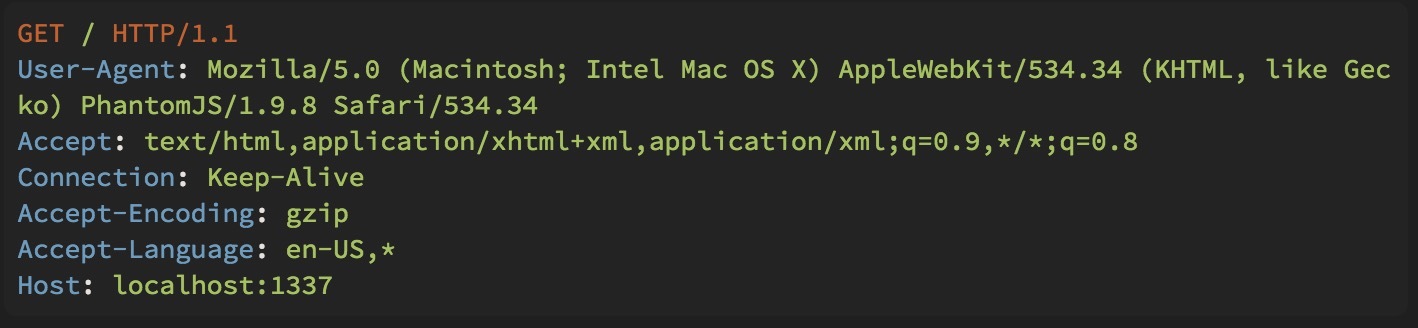 GET / HTTP/1.1
User-Agent: Mozilla/5.0 (Macintosh; Intel Mac OS X) AppleWebKit/534.34 (KHTML, like Gec
ko) PhantomJS/1.9.8 Safari/534.34
Accept: text/html,application/xhtml+xml,application/xml;q=0.9,*/*;q=0.8
Connection: Keep-Alive
Accept-Encoding: gzip
Accept-Language: en-US,*
Host: localhost:1337